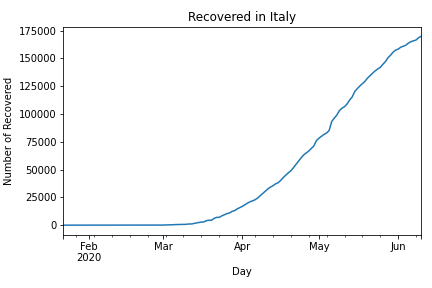 Recovered in Italy
175000
150000
125000
100000
75000
50000
25000
0
Number of Recovered
Feb
2020
Mar
Apr
May
Jun
Day